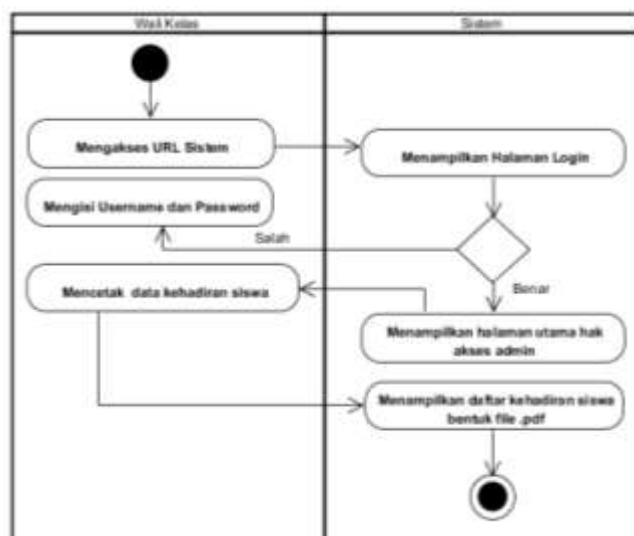 Wali Kelas
Sistem
Mengakses URL Sistem
Menampilkan Halaman Login
Mengisi Username dan Password
Salah
Benar
Mencetak data kehadiran siswa
Menampilkan halaman utama hak
akses admin
Menampilkan daftar kehadiran siswa
bentuk file .pdf